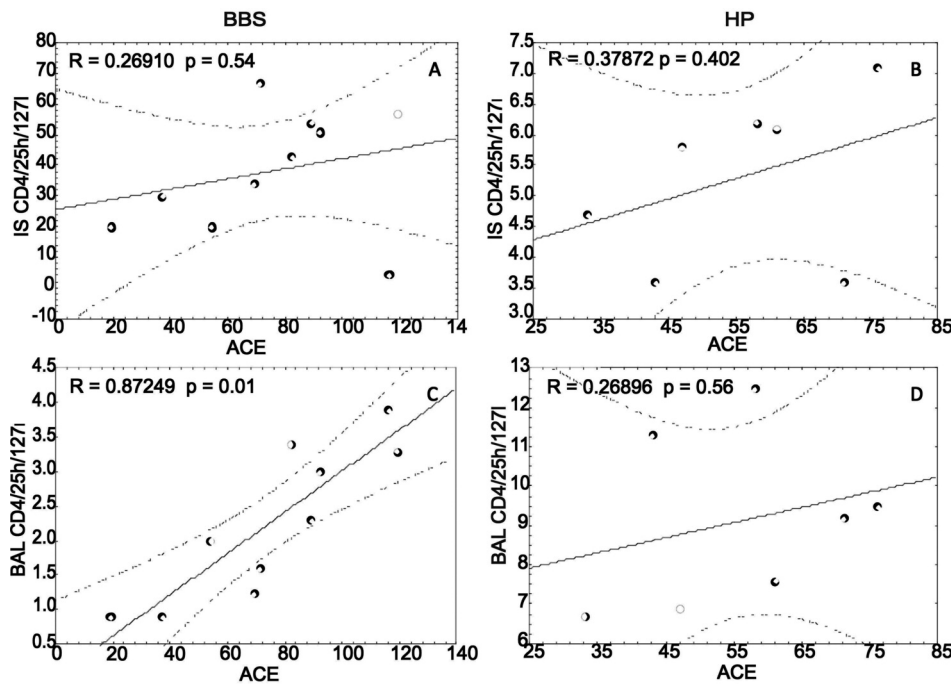 BBS
HP
R = 0.26910 p = 0.54
A
IS CD4/25h/127l
80
70
60
50
40
30
20
10
0
-10
0 20 40 60 80 100 120 14
ACE
R = 0.37872 p = 0.402
B
IS CD4/25h/127l
7.5
7.0
6.5
6.0
5.5
5.0
4.5
4.0
3.5
3.0
25 35 45 55 65 75 85
ACE
R = 0.87249 p = 0.01
C
BAL CD4/25h/127l
4.5
4.0
3.5
3.0
2.5
2.0
1.5
1.0
0.5
0 20 40 60 80 100 120 140
ACE
R = 0.26896 p = 0.56
D
BAL CD4/25h/127l
13
12
11
10
9
8
7
6
25 35 45 55 65 75 85
ACE